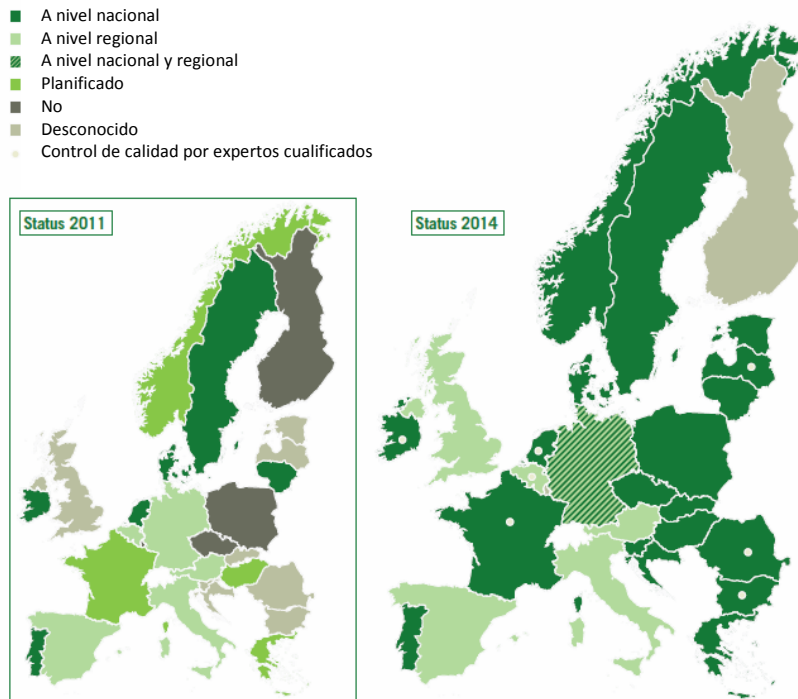 A nivel nacional
A nivel regional
A nivel nacional y regional
Planificado
No
Desconocido
Control de calidad por expertos cualificados
Status 2011
Status 2014